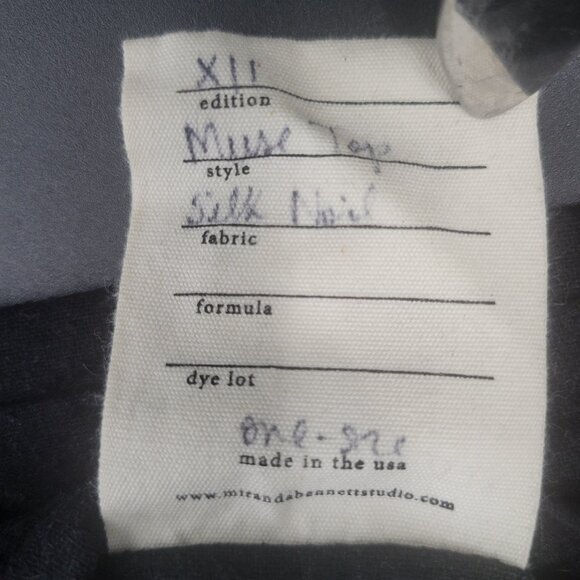 XII
edition
Muse Top
style
Silk Noil
fabric
formula
dye lot
one-size
made in the usa
www.mirandabennettstudio.com